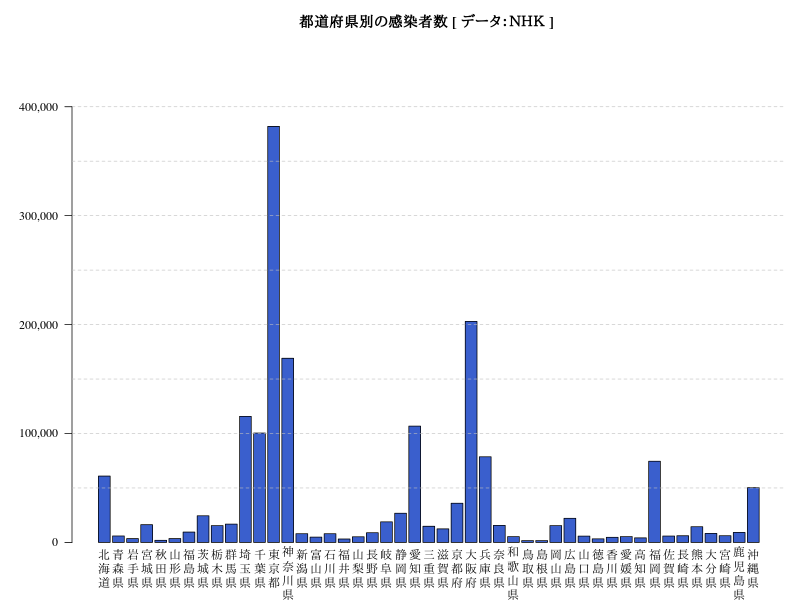 都道府県別の感染者数 [ データ：NHK ]
400,000
300,000
200,000
100,000
0
北海道
青森県
岩手県
宮城県
秋田県
山形県
福島県
茨城県
栃木県
群馬県
埼玉県
千葉県
東京都
神奈川県
新潟県
富山県
石川県
福井県
山梨県
長野県
岐阜県
静岡県
愛知県
三重県
滋賀県
京都府
大阪府
兵庫県
奈良県
和歌山県
鳥取県
島根県
岡山県
広島県
山口県
徳島県
香川県
愛媛県
高知県
福岡県
佐賀県
長崎県
熊本県
大分県
宮崎県
鹿児島県
沖縄県